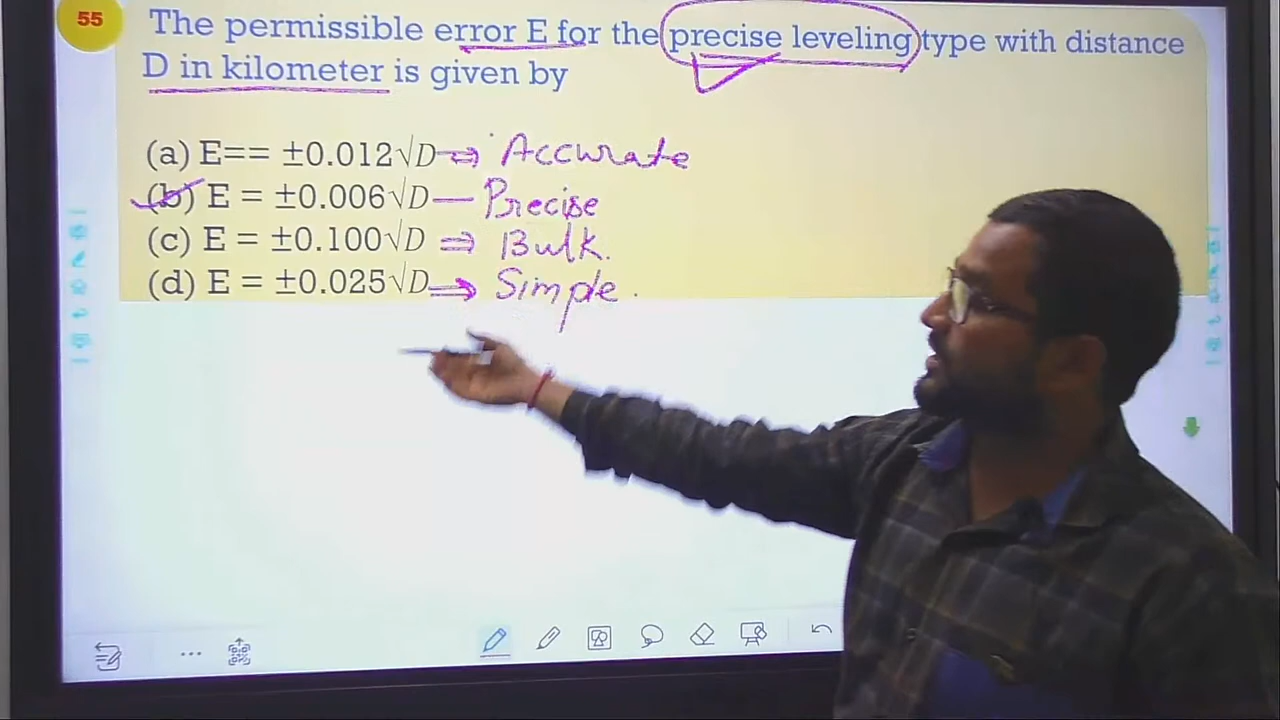 55
The permissible error E for the precise leveling type with distance
D in kilometer is given by
(a) E== ±0.012√D ⇒ Accurate
(b) E = ±0.006√D — Precise
(c) E = ±0.100√D ⇒ Bulk.
(d) E = ±0.025√D ⇒ Simple.